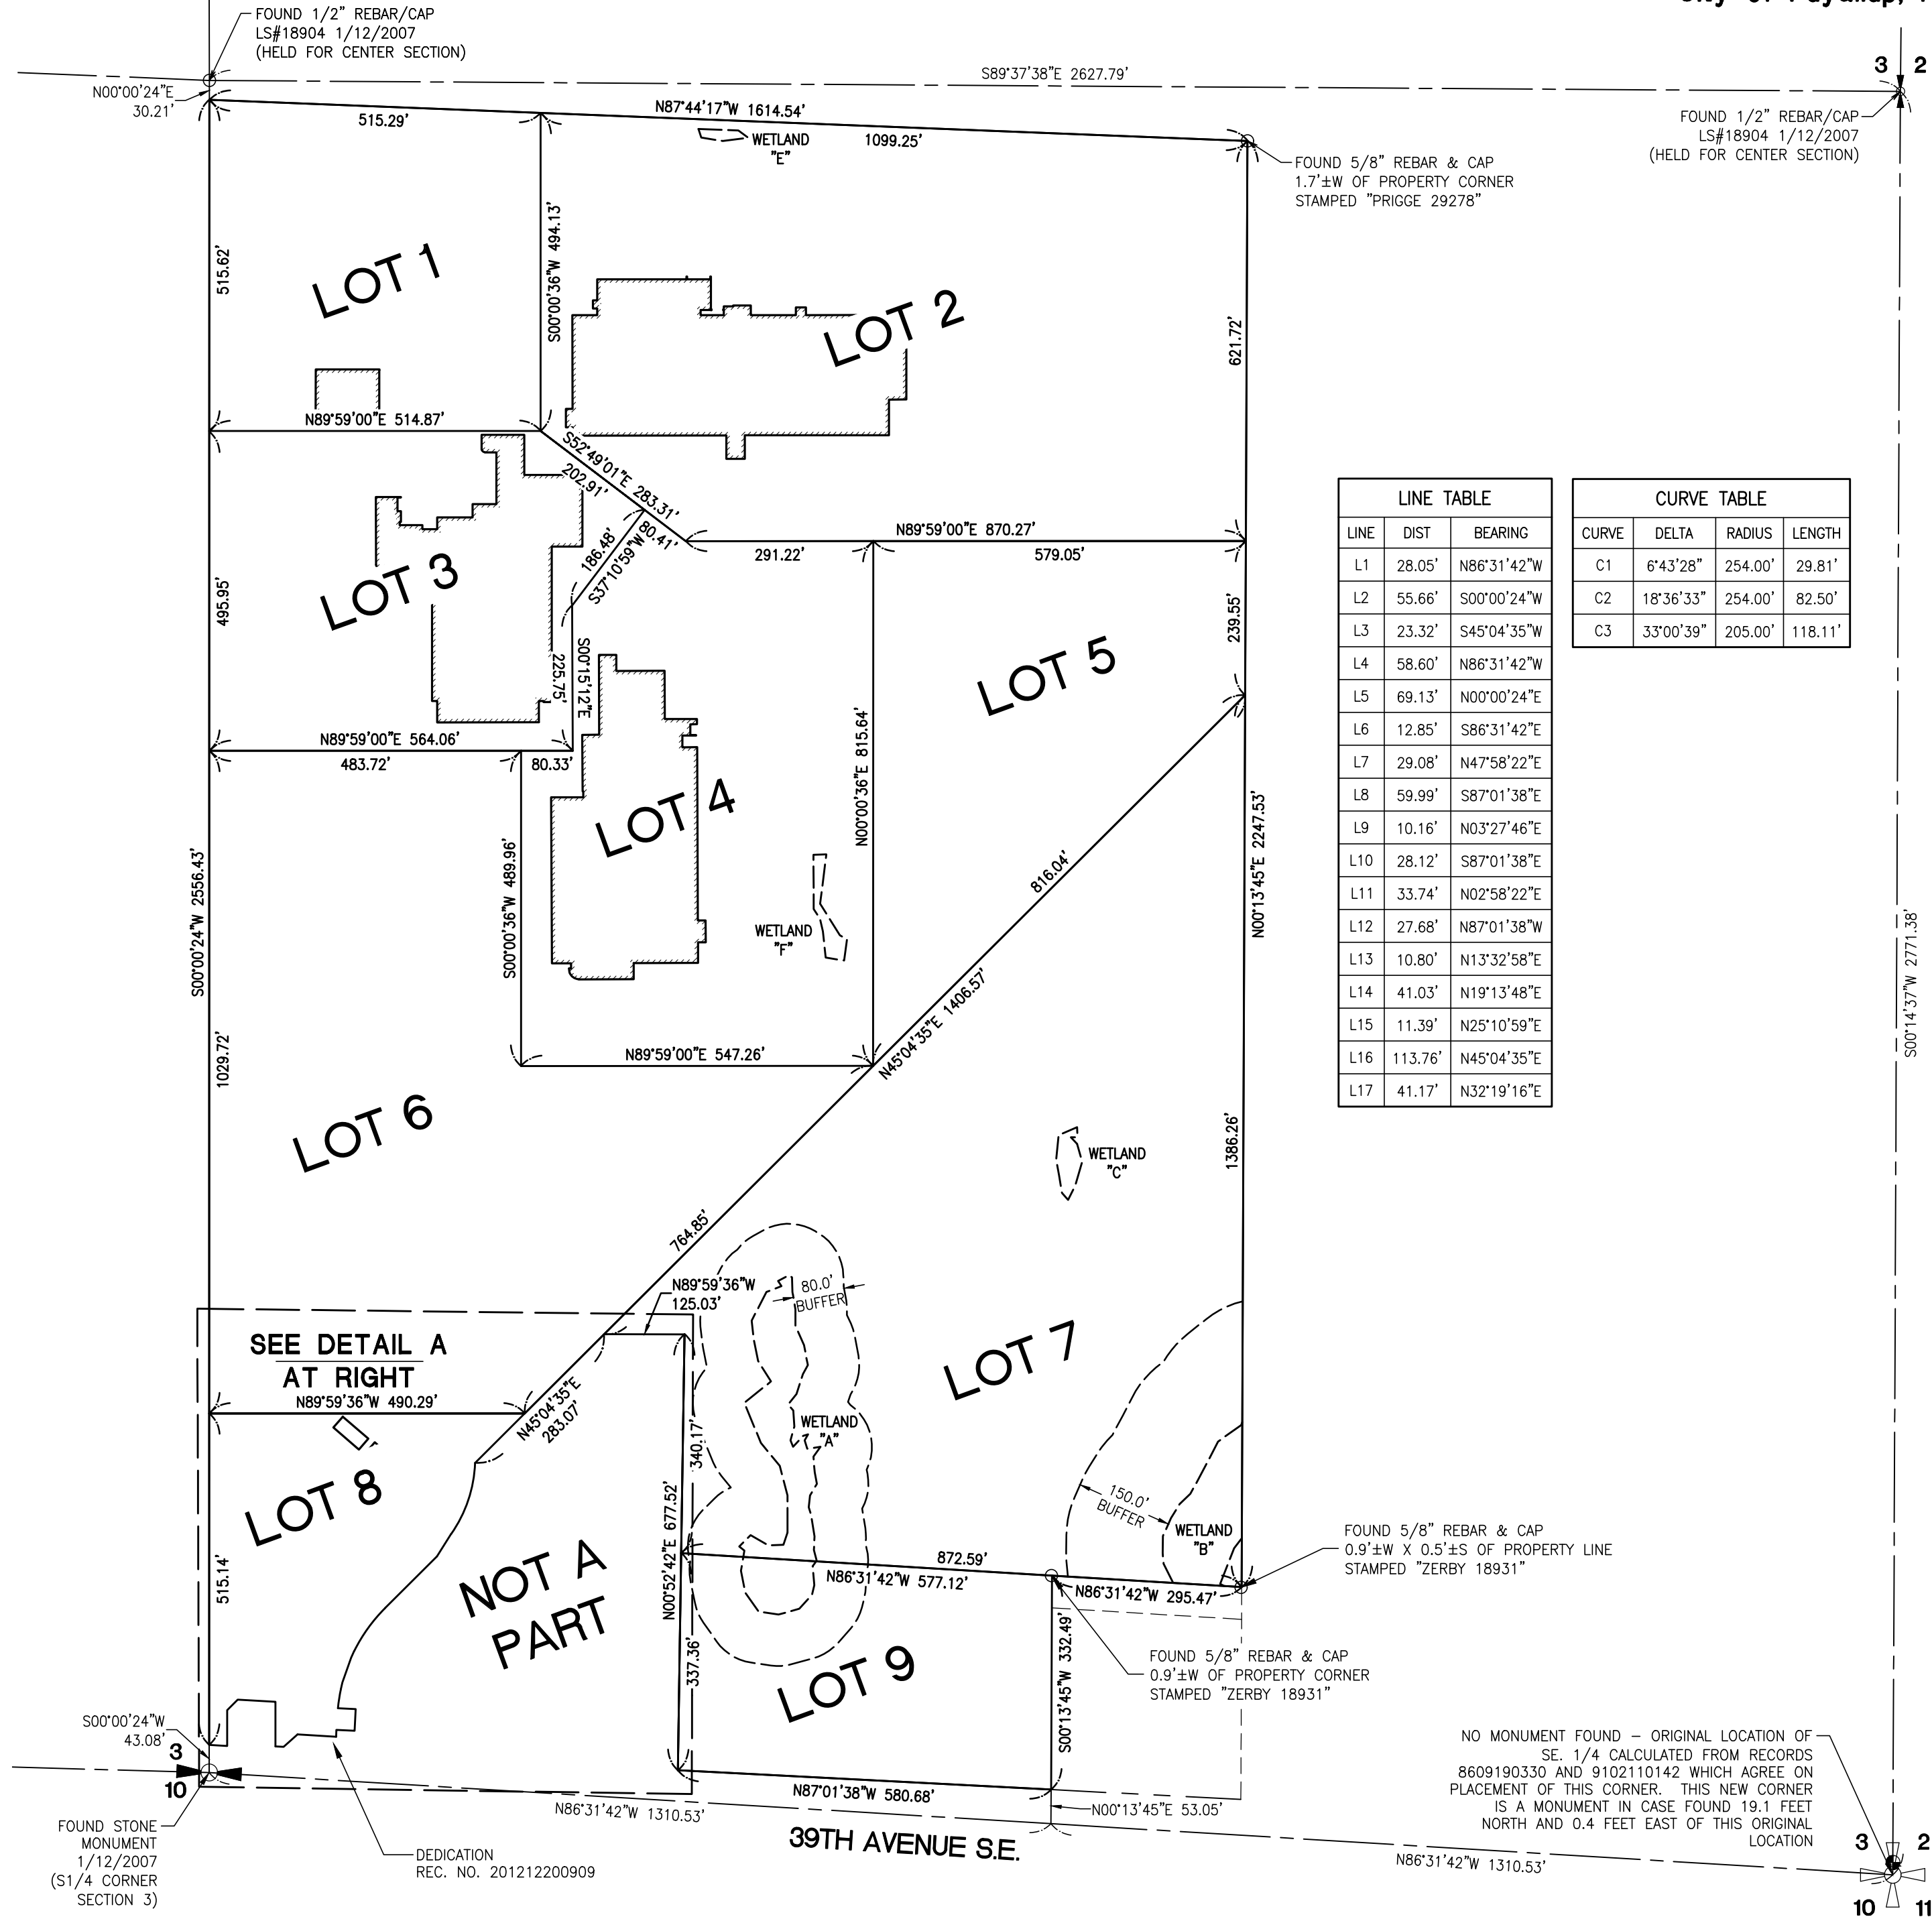 FOUND 1/2" REBAR/CAP
LS#18904 1/12/2007
(HELD FOR CENTER SECTION)
N00°00'24"E
30.21'
S89°37'38"E 2627.79'
3 2
FOUND 1/2" REBAR/CAP
LS#18904 1/12/2007
(HELD FOR CENTER SECTION)
N87°44'17"W 1614.54'
515.29'
1099.25'
WETLAND
"E"
FOUND 5/8" REBAR & CAP
1.7'±W OF PROPERTY CORNER
STAMPED "PRIGGE 29278"
515.62'
LOT 1
S00°00'36"W 494.13'
LOT 2
621.72'
N89°59'00"E 514.87'
S52°49'01"E 283.31'
202.91'
80.41'
N89°59'00"E 870.27'
291.22'
579.05'
186.48'
S37°10'59"W
LOT 3
495.95'
S00°15'12"E
225.75'
239.55'
LOT 5
N89°59'00"E 564.06'
483.72'
80.33'
LOT 4
N00°00'36"E 815.64'
S00°00'36"W 489.96'
WETLAND
"F"
816.04'
N00°13'45"E 2247.53'
S00°00'24"W 2556.43'
N45°04'35"E 1406.57'
N89°59'00"E 547.26'
1029.72'
LOT 6
LINE TABLE
LINE DIST BEARING
L1 28.05' N86°31'42"W
L2 55.66' S00°00'24"W
L3 23.32' S45°04'35"W
L4 58.60' N86°31'42"W
L5 69.13' N00°00'24"E
L6 12.85' S86°31'42"E
L7 29.08' N47°58'22"E
L8 59.99' S87°01'38"E
L9 10.16' N03°27'46"E
L10 28.12' S87°01'38"E
L11 33.74' N02°58'22"E
L12 27.68' N87°01'38"W
L13 10.80' N13°32'58"E
L14 41.03' N19°13'48"E
L15 11.39' N25°10'59"E
L16 113.76' N45°04'35"E
L17 41.17' N32°19'16"E
CURVE TABLE
CURVE DELTA RADIUS LENGTH
C1 6°43'28" 254.00' 29.81'
C2 18°36'33" 254.00' 82.50'
C3 33°00'39" 205.00' 118.11'
S00°14'37"W 2771.38'
1386.26'
WETLAND
"C"
764.85'
N89°59'36"W
125.03'
80.0'
BUFFER
SEE DETAIL A
AT RIGHT
N89°59'36"W 490.29'
N45°04'35"E
283.07'
LOT 7
340.17'
WETLAND
"A"
LOT 8
150.0'
BUFFER
WETLAND
"B"
FOUND 5/8" REBAR & CAP
0.9'±W X 0.5'±S OF PROPERTY LINE
STAMPED "ZERBY 18931"
515.14'
NOT A
PART
N00°52'42"E 677.52'
872.59'
N86°31'42"W 577.12'
N86°31'42"W 295.47'
337.36'
LOT 9
S00°13'45"W 332.49'
FOUND 5/8" REBAR & CAP
0.9'±W OF PROPERTY CORNER
STAMPED "ZERBY 18931"
S00°00'24"W
43.08'
3
10
N87°01'38"W 580.68'
N00°13'45"E 53.05'
N86°31'42"W 1310.53'
39TH AVENUE S.E.
N86°31'42"W 1310.53'
FOUND STONE
MONUMENT
1/12/2007
(S1/4 CORNER
SECTION 3)
DEDICATION
REC. NO. 201212200909
NO MONUMENT FOUND – ORIGINAL LOCATION OF
SE. 1/4 CALCULATED FROM RECORDS
8609190330 AND 9102110142 WHICH AGREE ON
PLACEMENT OF THIS CORNER. THIS NEW CORNER
IS A MONUMENT IN CASE FOUND 19.1 FEET
NORTH AND 0.4 FEET EAST OF THIS ORIGINAL
LOCATION
3 2
10 11